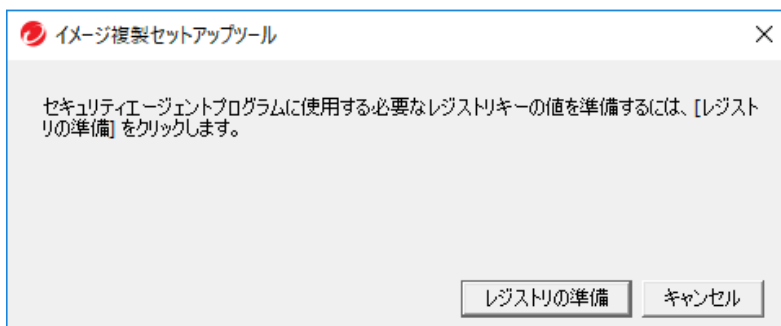 イメージ複製セットアップツール
セキュリティエージェントプログラムに使用する必要なレジストリキーの値を準備するには、[レジスト
リの準備] をクリックします。
レジストリの準備
キャンセル